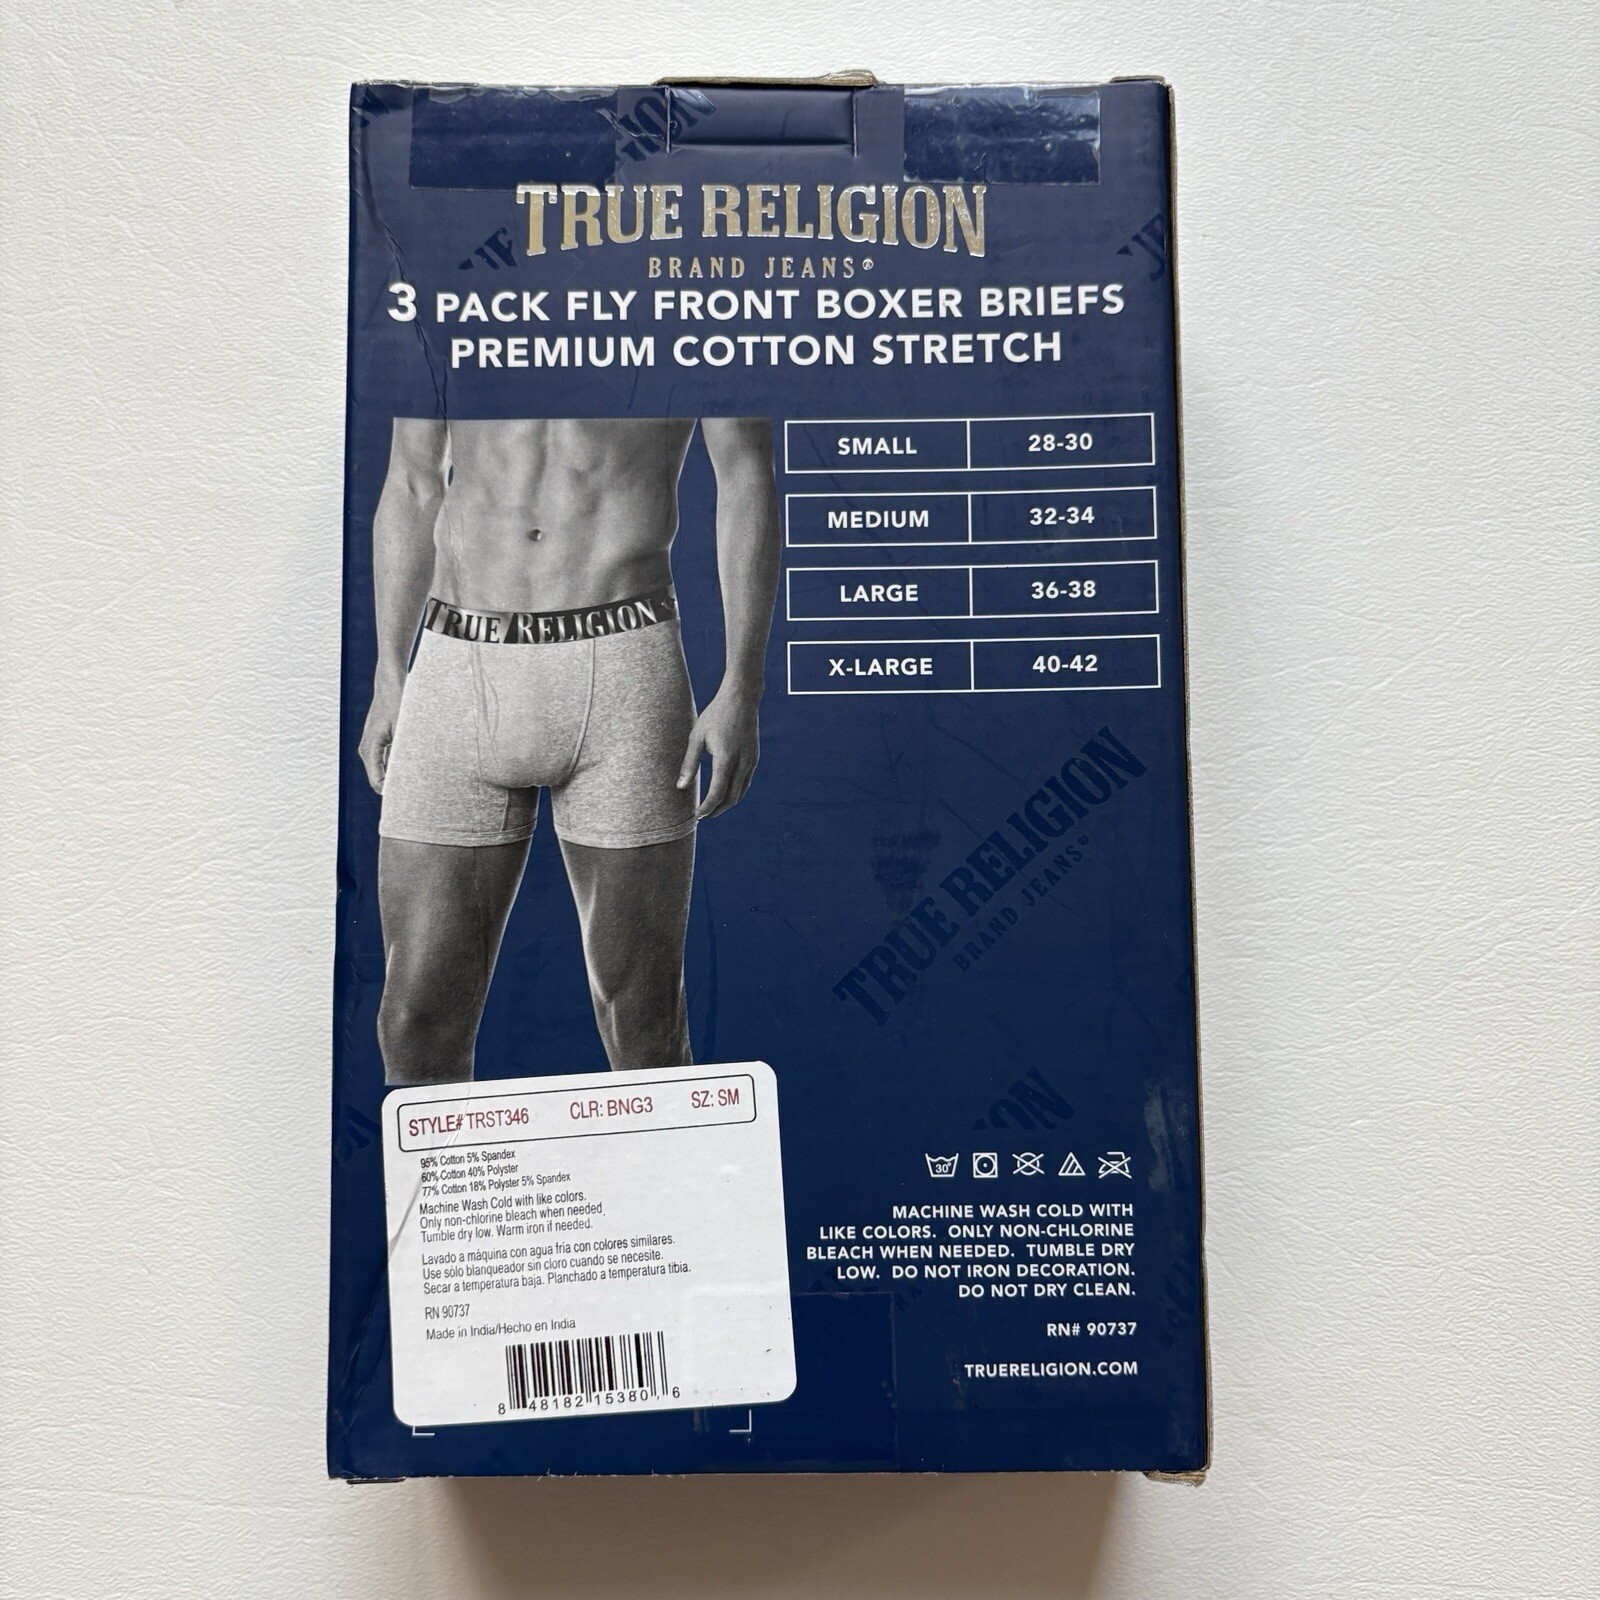 TRUE RELIGION
BRAND JEANS®
3 PACK FLY FRONT BOXER BRIEFS
PREMIUM COTTON STRETCH
SMALL 28-30
MEDIUM 32-34
LARGE 36-38
X-LARGE 40-42
TRUE RELIGION
TRUE RELIGION
BRAND JEANS®
STYLE# TRST346 CLR: BNG3 SZ: SM
95% Cotton 5% Spandex
60% Cotton 40% Polyster
77% Cotton 18% Polyster 5% Spandex
Machine Wash Cold with like colors.
Only non-chlorine bleach when needed.
Tumble dry low. Warm iron if needed.
Lavado a máquina con agua fria con colores similares.
Use sólo blanqueador sin cloro cuando se necesite.
Secar a temperatura baja. Planchado a temperatura tibia.
RN 90737
Made in India/Hecho en India
8 48182 15380 6
30°
MACHINE WASH COLD WITH
LIKE COLORS. ONLY NON-CHLORINE
BLEACH WHEN NEEDED. TUMBLE DRY
LOW. DO NOT IRON DECORATION.
DO NOT DRY CLEAN.
RN# 90737
TRUERELIGION.COM